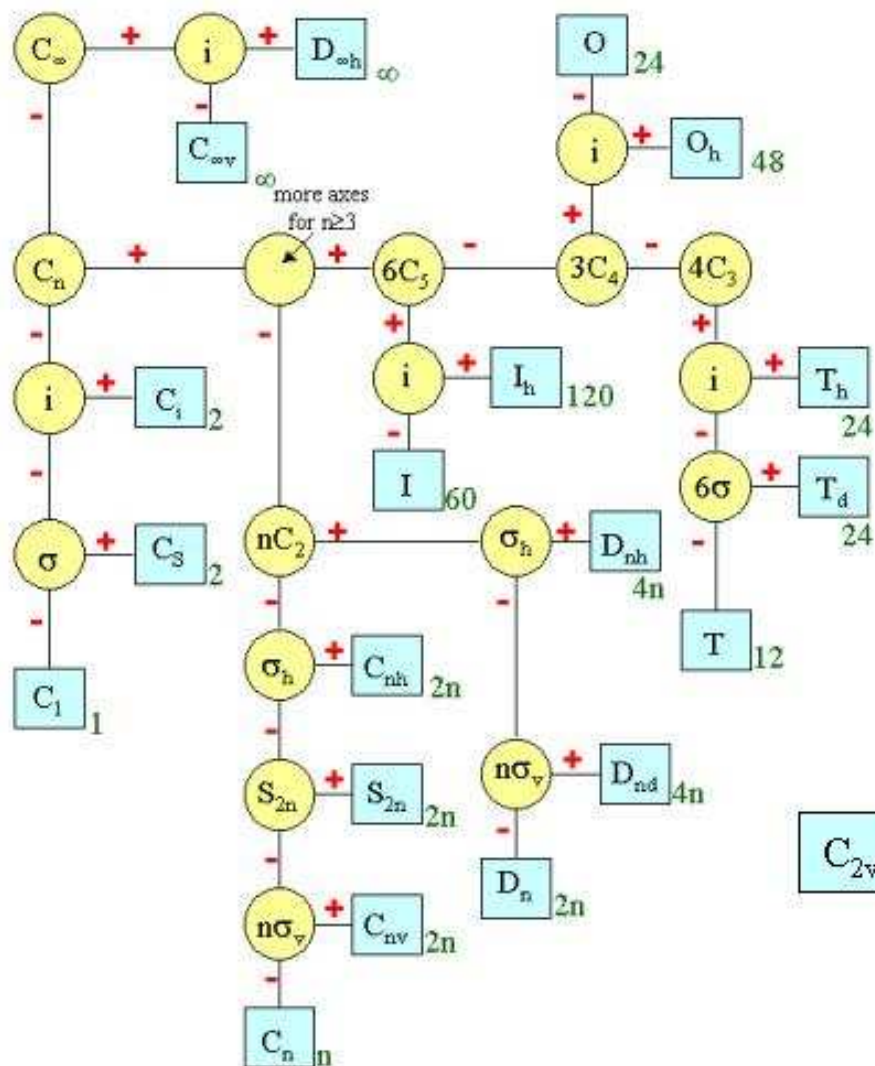 C∞ + i + D∞h ∞
-
-
C∞v ∞
O 24
-
i + Oh 48
+
more axes
for n≥3
Cn + + 6C5 - 3C4 - 4C3
-
i + Ci 2
-
σ + CS 2
-
C1 1
-
+
i + Ih 120
-
I 60
+
i + Th 24
-
6σ + Td 24
-
T 12
nC2 + σh + Dnh 4n
-
σh + Cnh 2n
-
S2n + S2n 2n
-
nσv + Cnv 2n
-
Cn n
-
nσv + Dnd 4n
-
Dn 2n
C2v